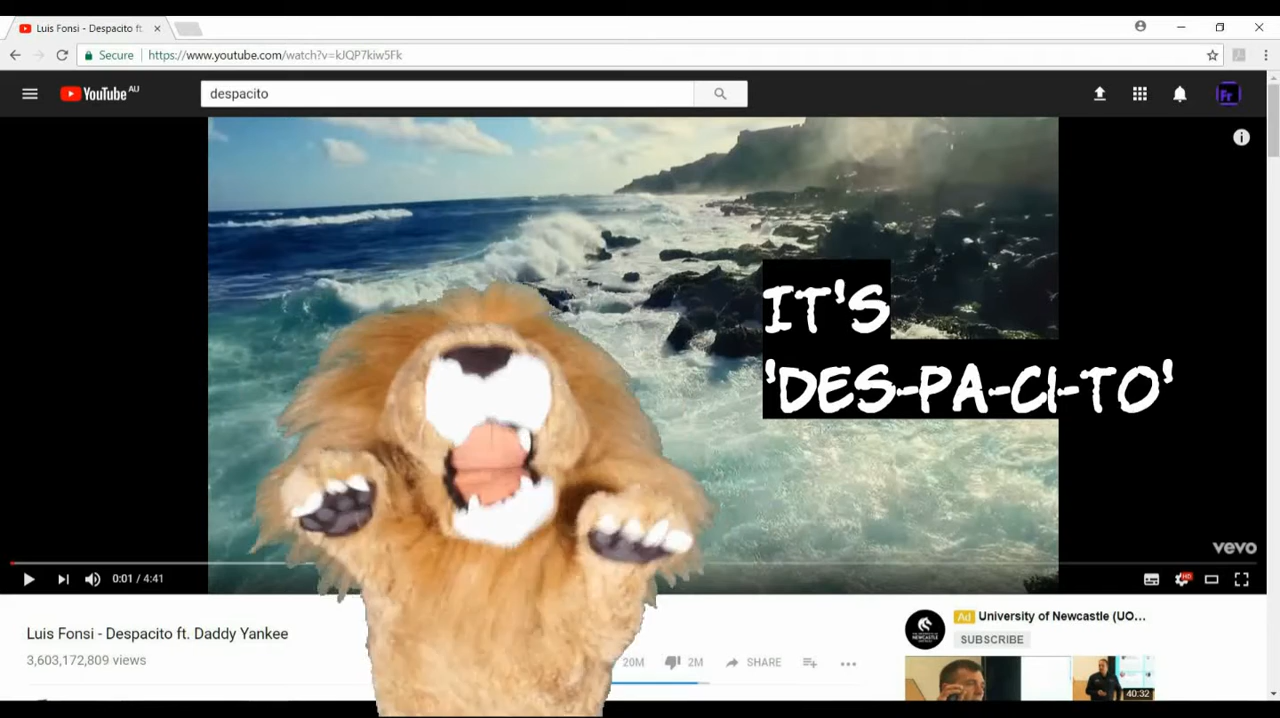 Luis Fonsi - Despacito ft.
Secure https://www.youtube.com/watch?v=kJQP7kiw5Fk
YouTube AU
despacito
Fr
IT'S
'DES-PA-CI-TO'
vevo
0:01 / 4:41
HD
Luis Fonsi - Despacito ft. Daddy Yankee
3,603,172,809 views
20M 2M SHARE
Ad University of Newcastle (UO...
SUBSCRIBE
40:32